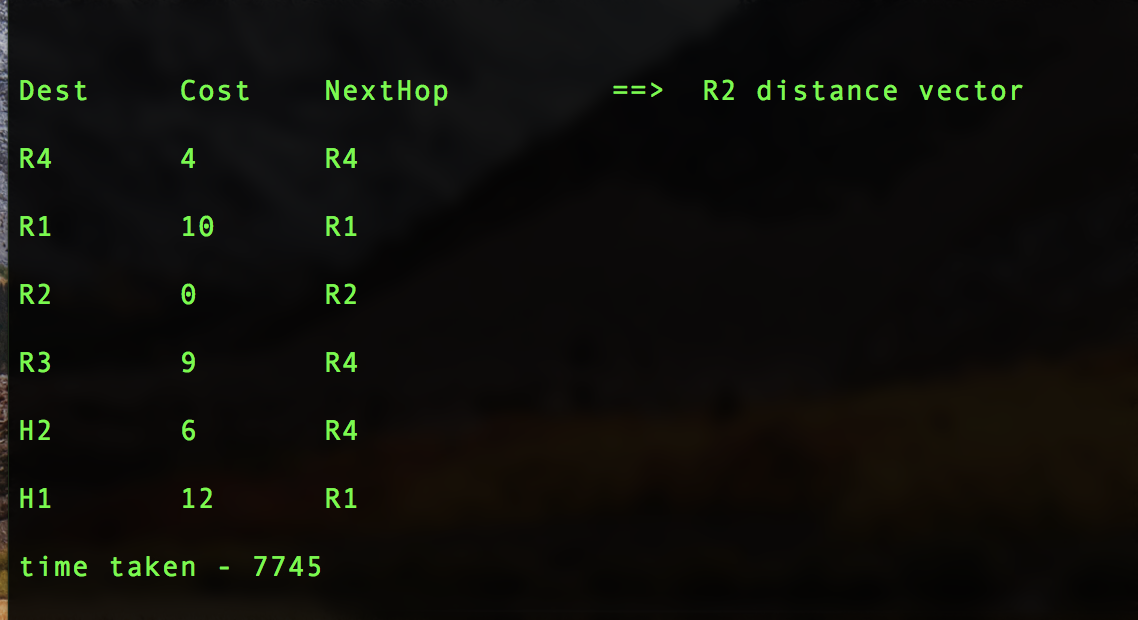 Dest Cost NextHop ==> R2 distance vector
R4 4 R4
R1 10 R1
R2 0 R2
R3 9 R4
H2 6 R4
H1 12 R1
time taken - 7745